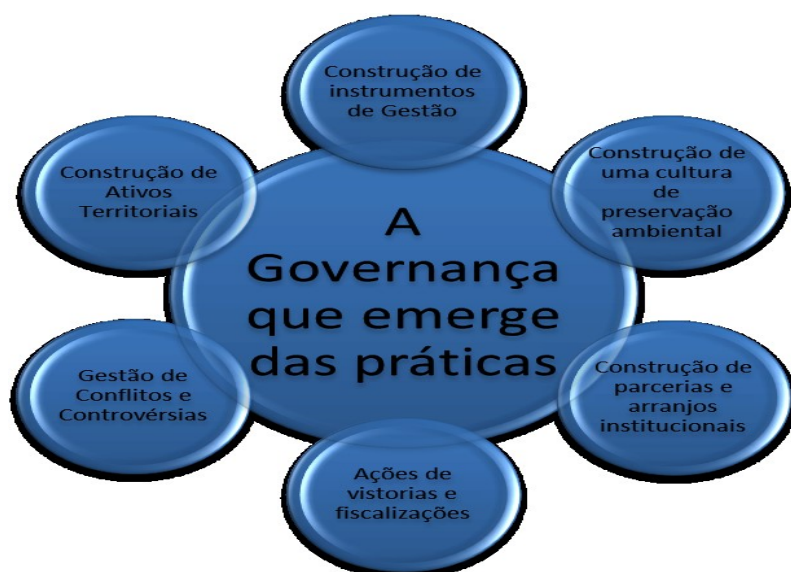 Construção de
instrumentos
de Gestão
Construção de
uma cultura
de
preservação
ambiental
Construção de
parcerias e
arranjos
institucionais
Ações de
vistorias e
fiscalizações
Gestão de
Conflitos e
Controvérsias
Construção de
Ativos
Territoriais
A
Governança
que emerge
das práticas